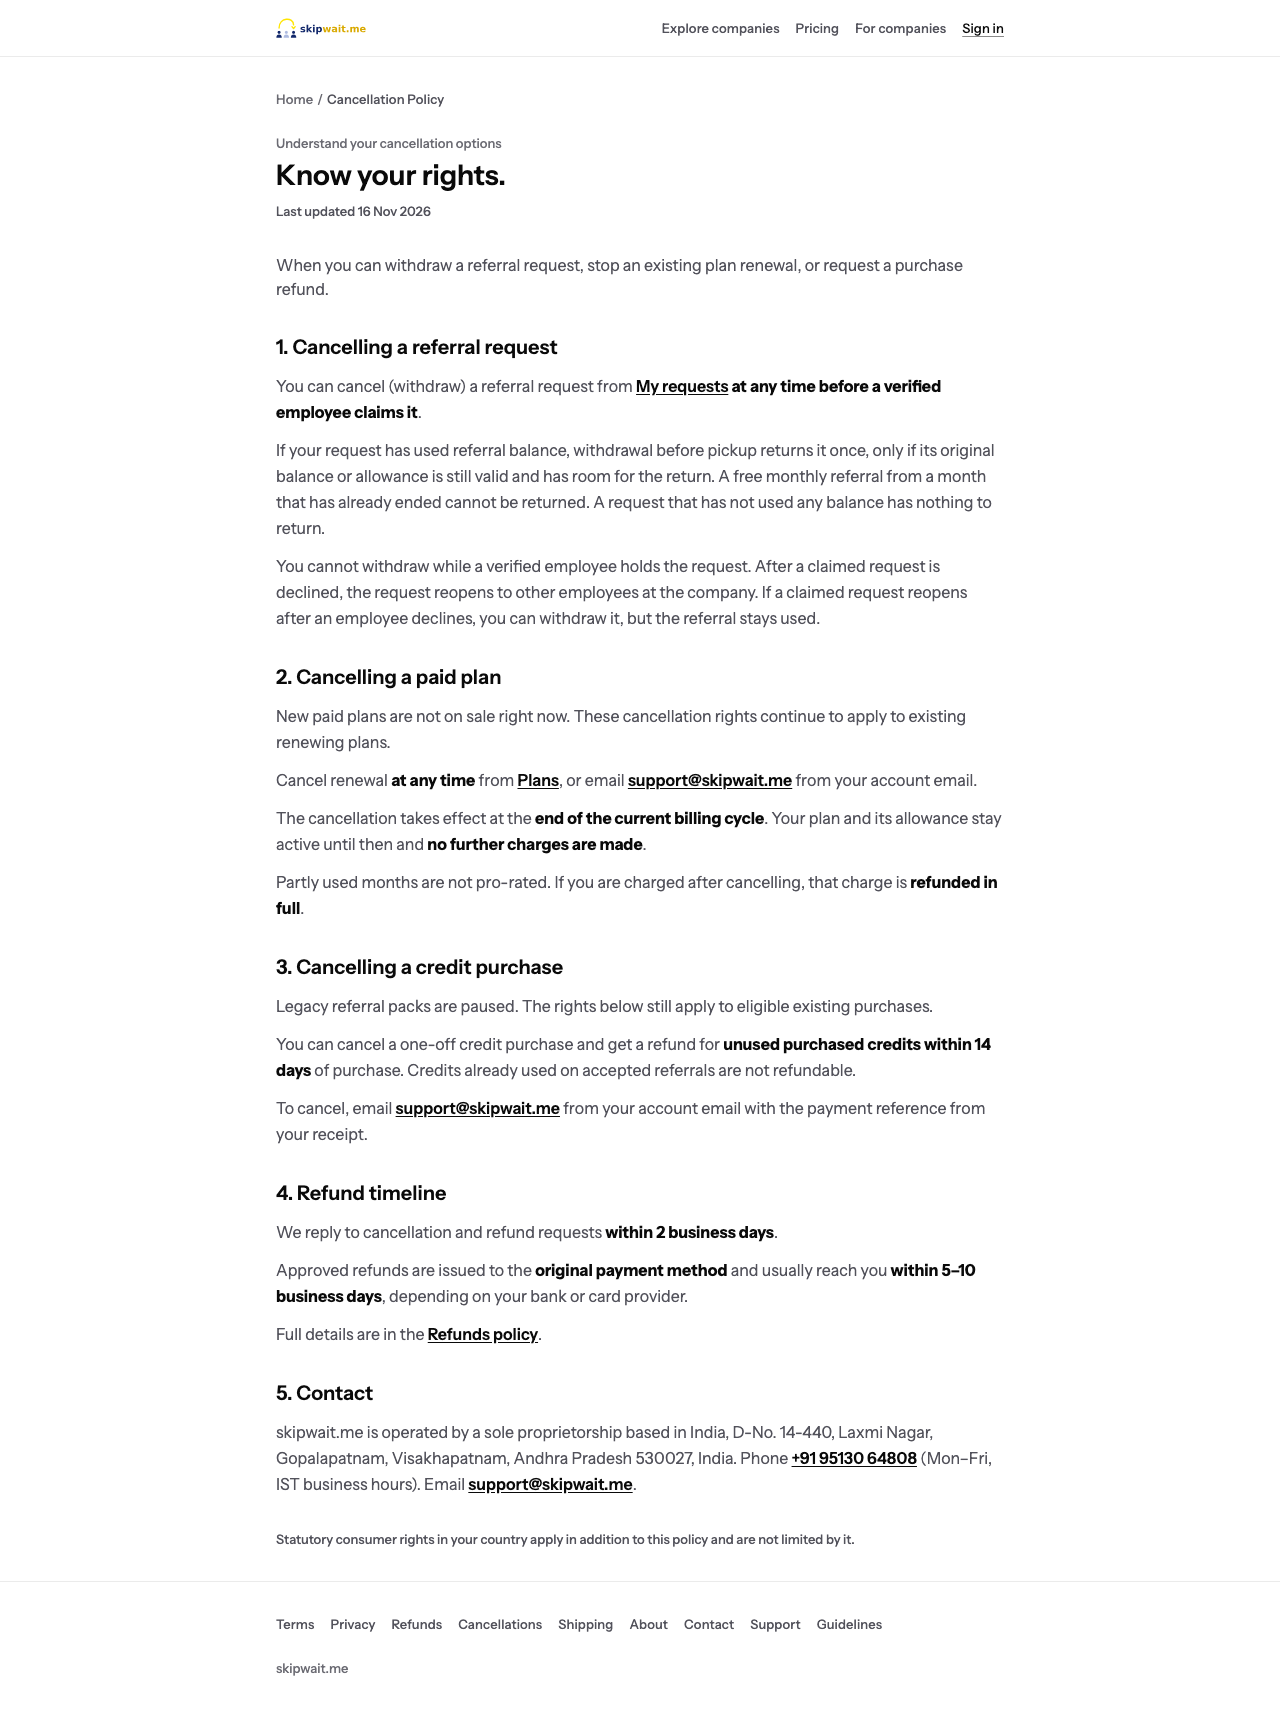 skipwait.me
Explore companies Pricing For companies Sign in
Home / Cancellation Policy
Understand your cancellation options
Know your rights.
Last updated 16 Nov 2026
When you can withdraw a referral request, stop an existing plan renewal, or request a purchase
refund.
1. Cancelling a referral request
You can cancel (withdraw) a referral request from My requests at any time before a verified
employee claims it.
If your request has used referral balance, withdrawal before pickup returns it once, only if its original
balance or allowance is still valid and has room for the return. A free monthly referral from a month
that has already ended cannot be returned. A request that has not used any balance has nothing to
return.
You cannot withdraw while a verified employee holds the request. After a claimed request is
declined, the request reopens to other employees at the company. If a claimed request reopens
after an employee declines, you can withdraw it, but the referral stays used.
2. Cancelling a paid plan
New paid plans are not on sale right now. These cancellation rights continue to apply to existing
renewing plans.
Cancel renewal at any time from Plans, or email support@skipwait.me from your account email.
The cancellation takes effect at the end of the current billing cycle. Your plan and its allowance stay
active until then and no further charges are made.
Partly used months are not pro-rated. If you are charged after cancelling, that charge is refunded in
full.
3. Cancelling a credit purchase
Legacy referral packs are paused. The rights below still apply to eligible existing purchases.
You can cancel a one-off credit purchase and get a refund for unused purchased credits within 14
days of purchase. Credits already used on accepted referrals are not refundable.
To cancel, email support@skipwait.me from your account email with the payment reference from
your receipt.
4. Refund timeline
We reply to cancellation and refund requests within 2 business days.
Approved refunds are issued to the original payment method and usually reach you within 5–10
business days, depending on your bank or card provider.
Full details are in the Refunds policy.
5. Contact
skipwait.me is operated by a sole proprietorship based in India, D-No. 14-440, Laxmi Nagar,
Gopalapatnam, Visakhapatnam, Andhra Pradesh 530027, India. Phone +91 95130 64808 (Mon–Fri,
IST business hours). Email support@skipwait.me.
Statutory consumer rights in your country apply in addition to this policy and are not limited by it.
Terms Privacy Refunds Cancellations Shipping About Contact Support Guidelines
skipwait.me